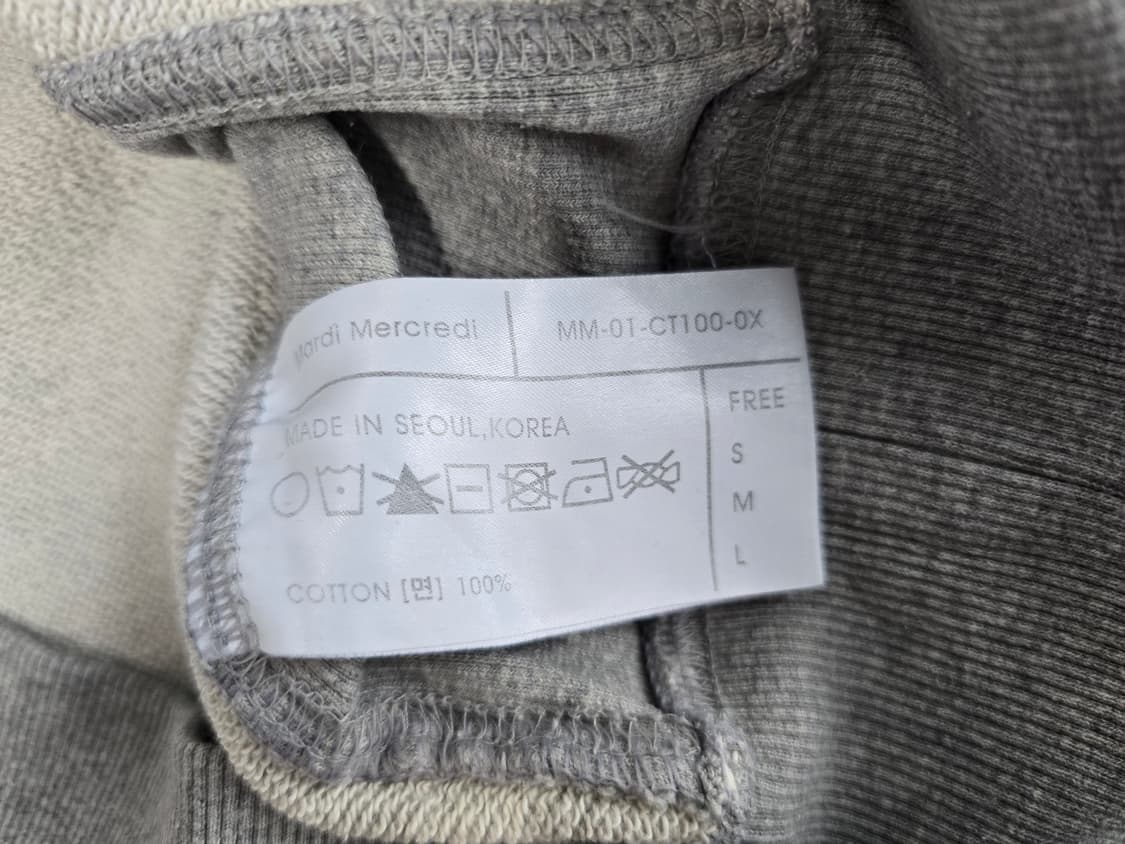 Mardi Mercredi
MM-01-CT100-0X
MADE IN SEOUL,KOREA
COTTON [면] 100%
FREE
S
M
L